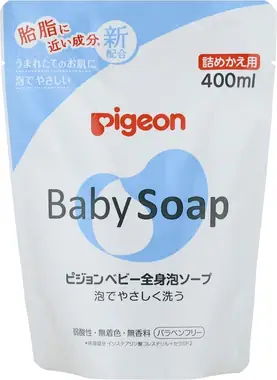 胎脂に
近い成分
新
配合
うまれたてのお肌に
泡でやさしい
詰めかえ用
400ml
pigeon
Baby Soap
ピジョンベビー全身泡ソープ
泡でやさしく洗う
弱酸性・無着色・無香料 パラベンフリー